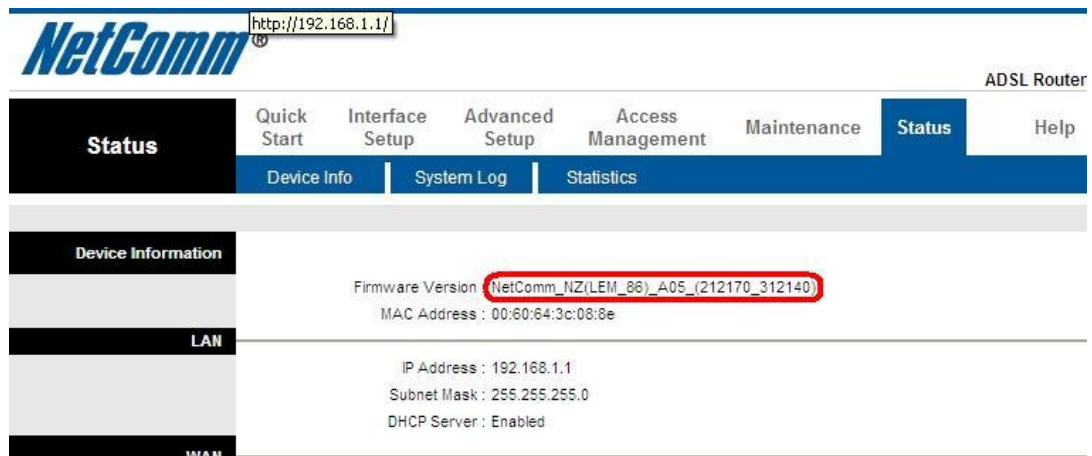 http://192.168.1.1/
NetComm®
ADSL Router
Status
Quick Start
Interface Setup
Advanced Setup
Access Management
Maintenance
Status
Help
Device Info
System Log
Statistics
Device Information
Firmware Version : NetComm_NZ(LEM_86)_A05_(212170_312140)
MAC Address : 00:60:64:3c:08:8e
LAN
IP Address : 192.168.1.1
Subnet Mask : 255.255.255.0
DHCP Server : Enabled
WAN